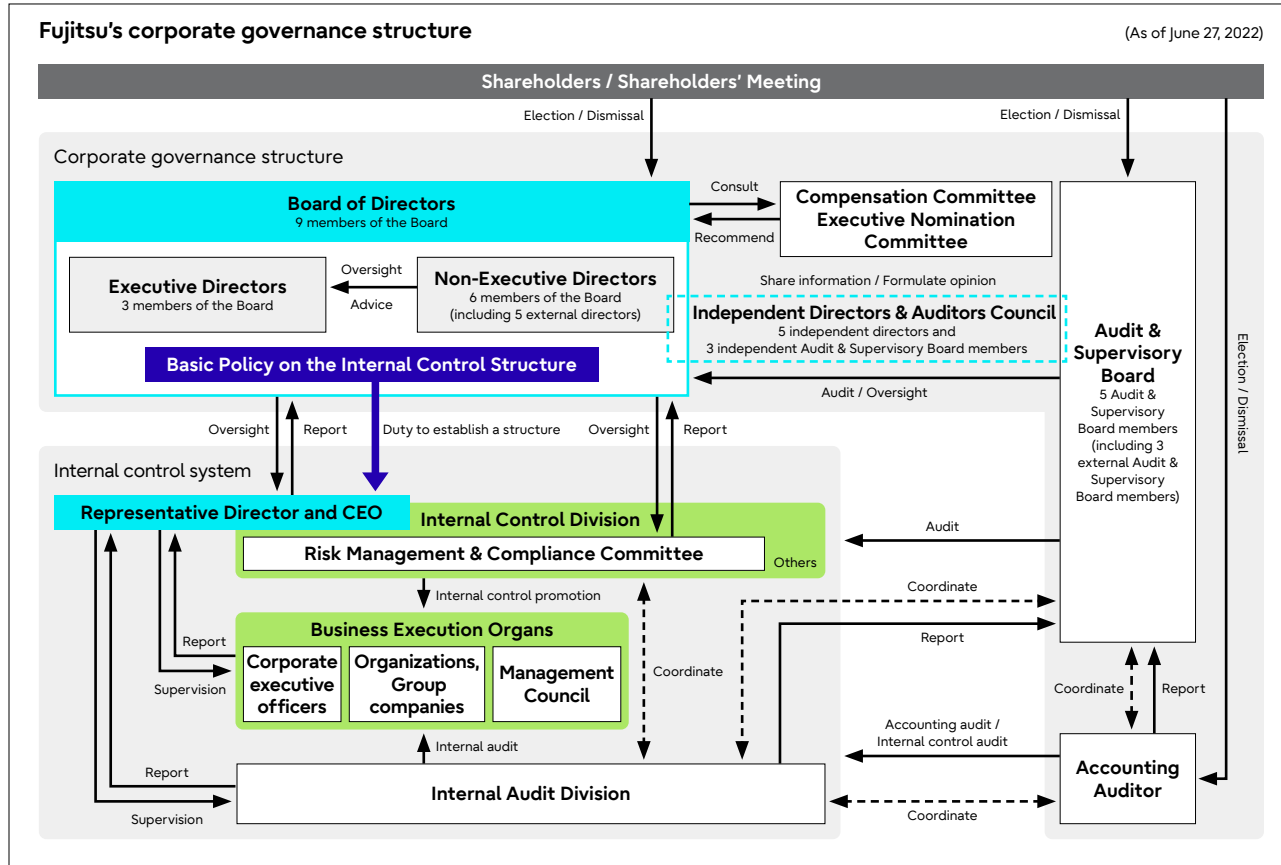 Fujitsu's corporate governance structure
(As of June 27, 2022)
Shareholders / Shareholders' Meeting
Election / Dismissal
Election / Dismissal
Corporate governance structure
Board of Directors
9 members of the Board
Consult
Recommend
Compensation Committee
Executive Nomination
Committee
Executive Directors
3 members of the Board
Oversight
Advice
Non-Executive Directors
6 members of the Board
(including 5 external directors)
Share information / Formulate opinion
Independent Directors & Auditors Council
5 independent directors and
3 independent Audit & Supervisory Board members
Basic Policy on the Internal Control Structure
Audit / Oversight
Audit &
Supervisory
Board
5 Audit &
Supervisory
Board members
(including 3
external Audit &
Supervisory
Board members)
Election / Dismissal
Oversight
Report
Duty to establish a structure
Oversight
Report
Internal control system
Representative Director and CEO
Internal Control Division
Risk Management & Compliance Committee
Others
Audit
Internal control promotion
Coordinate
Report
Business Execution Organs
Corporate
executive
officers
Organizations,
Group
companies
Management
Council
Report
Supervision
Coordinate
Coordinate
Report
Internal audit
Accounting audit /
Internal control audit
Report
Supervision
Internal Audit Division
Coordinate
Accounting
Auditor